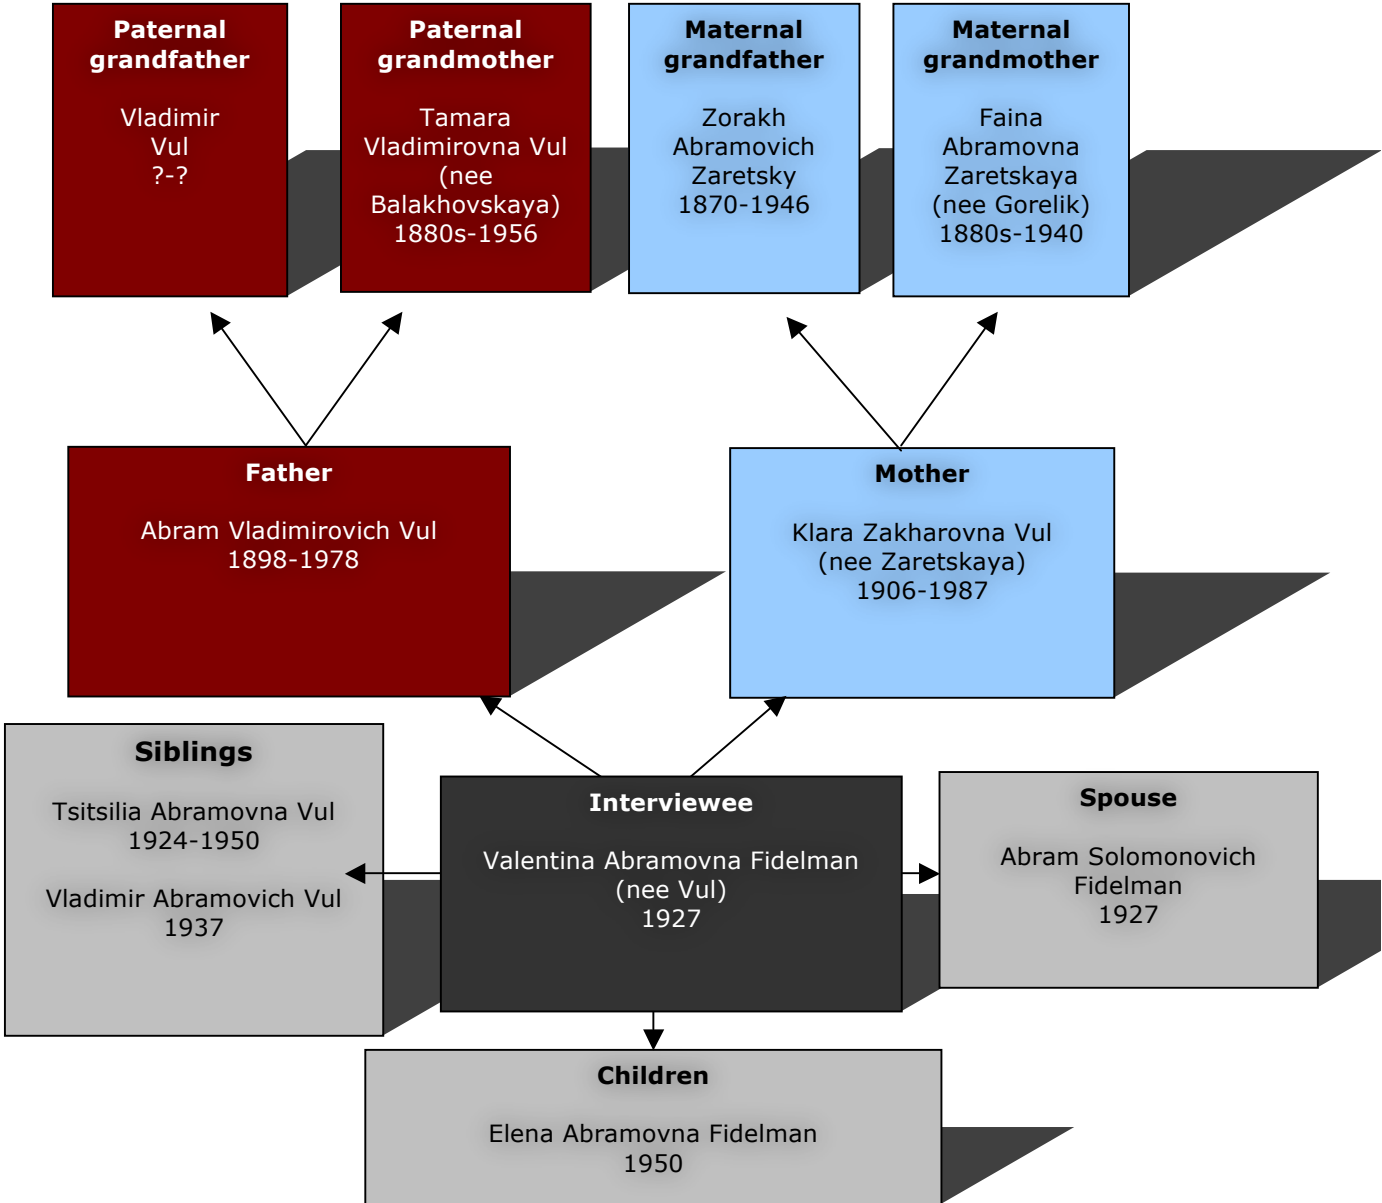 Paternal
grandfather
Vladimir
Vul
?-?
Paternal
grandmother
Tamara
Vladimirovna Vul
(nee
Balakhovskaya)
1880s-1956
Maternal
grandfather
Zorakh
Abramovich
Zaretsky
1870-1946
Maternal
grandmother
Faina
Abramovna
Zaretskaya
(nee Gorelik)
1880s-1940
Father
Abram Vladimirovich Vul
1898-1978
Mother
Klara Zakharovna Vul
(nee Zaretskaya)
1906-1987
Siblings
Tsitsilia Abramovna Vul
1924-1950
Vladimir Abramovich Vul
1937
Interviewee
Valentina Abramovna Fidelman
(nee Vul)
1927
Spouse
Abram Solomonovich
Fidelman
1927
Children
Elena Abramovna Fidelman
1950